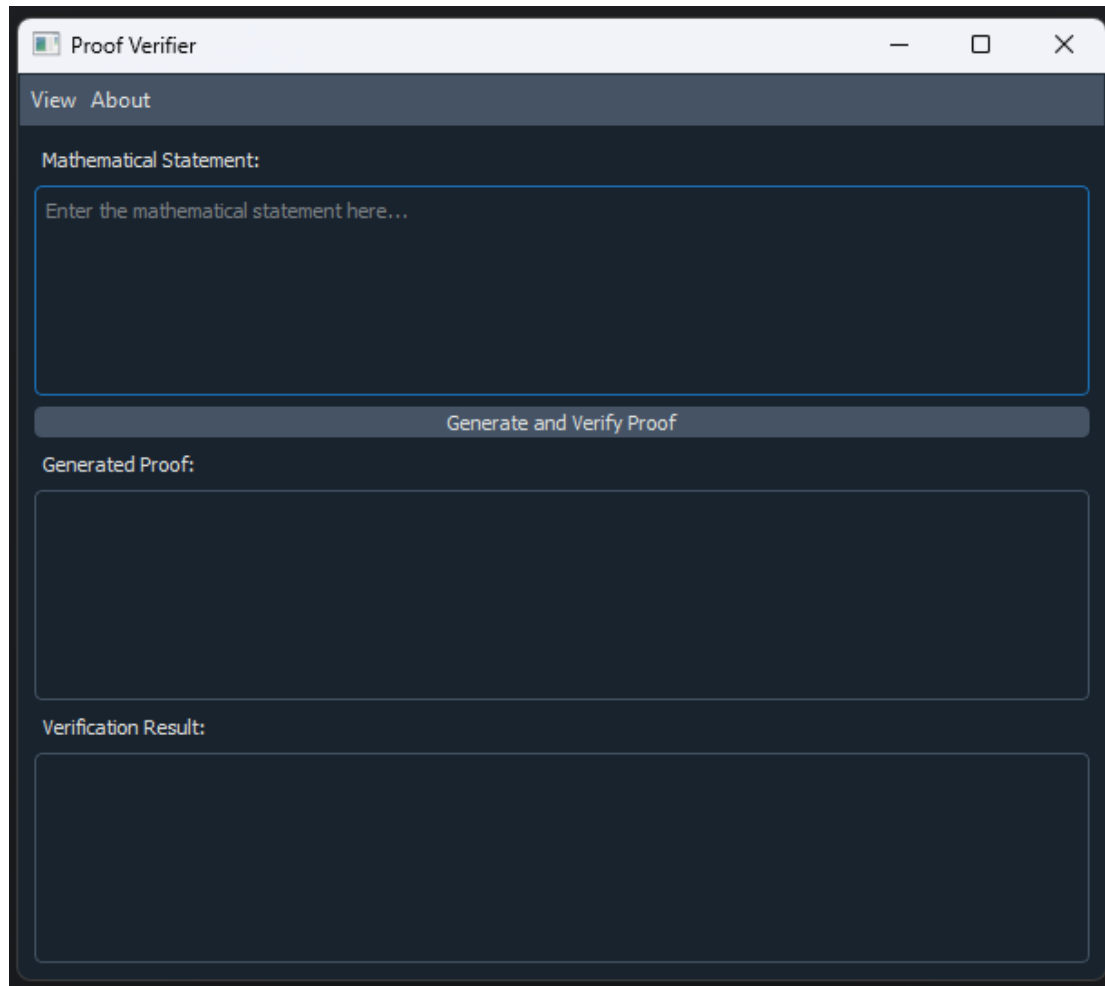 Proof Verifier
View About
Mathematical Statement:
Enter the mathematical statement here...
Generate and Verify Proof
Generated Proof:
Verification Result: